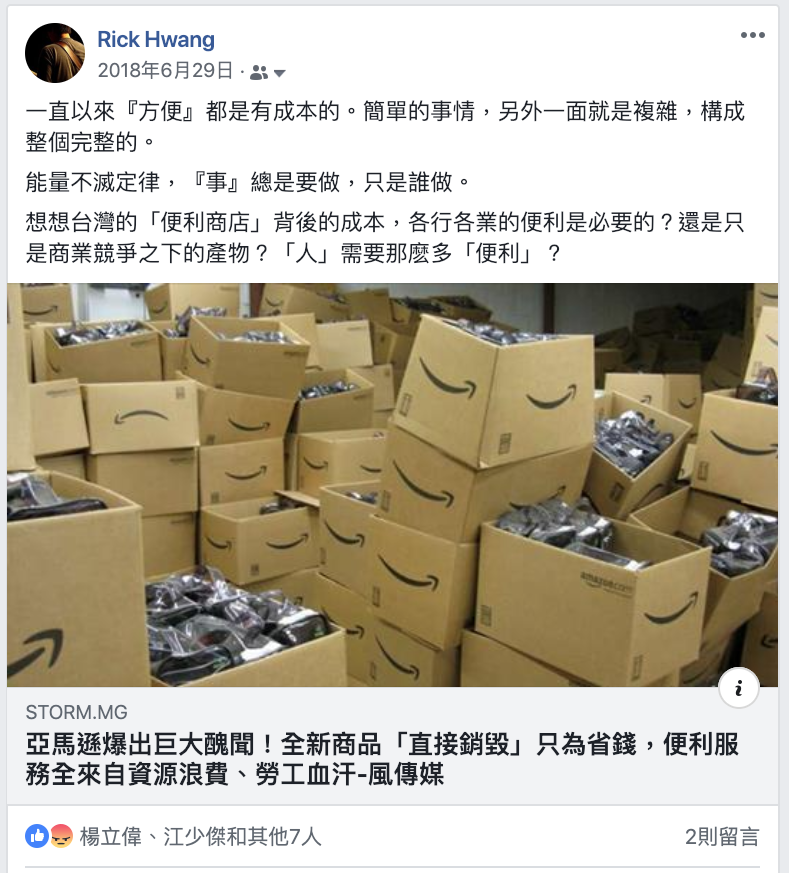 Rick Hwang
2018年6月29日 ·
一直以來『方便』都是有成本的。簡單的事情，另外一面就是複雜，構成
整個完整的。
能量不滅定律，『事』總是要做，只是誰做。
想想台灣的「便利商店」背後的成本，各行各業的便利是必要的？還是只
是商業競爭之下的產物？「人」需要那麼多「便利」？
amazon.com
STORM.MG
亞馬遜爆出巨大醜聞！全新商品「直接銷毀」只為省錢，便利服
務全來自資源浪費、勞工血汗-風傳媒
楊立偉、江少傑和其他7人
2則留言